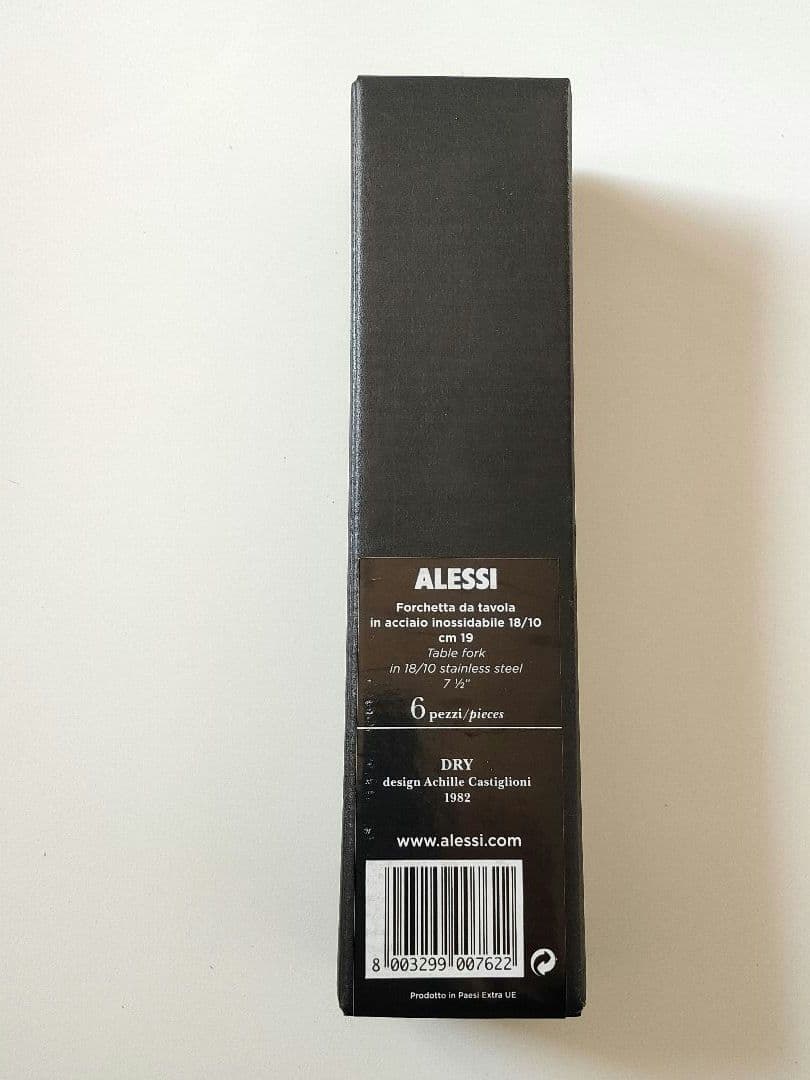 ALESSI
Forchetta da tavola
in acciaio inossidabile 18/10
cm 19
Table fork
in 18/10 stainless steel
7 ½"
6 pezzi/pieces
DRY
design Achille Castiglioni
1982
www.alessi.com
8 003299 007622
Prodotto in Paesi Extra UE